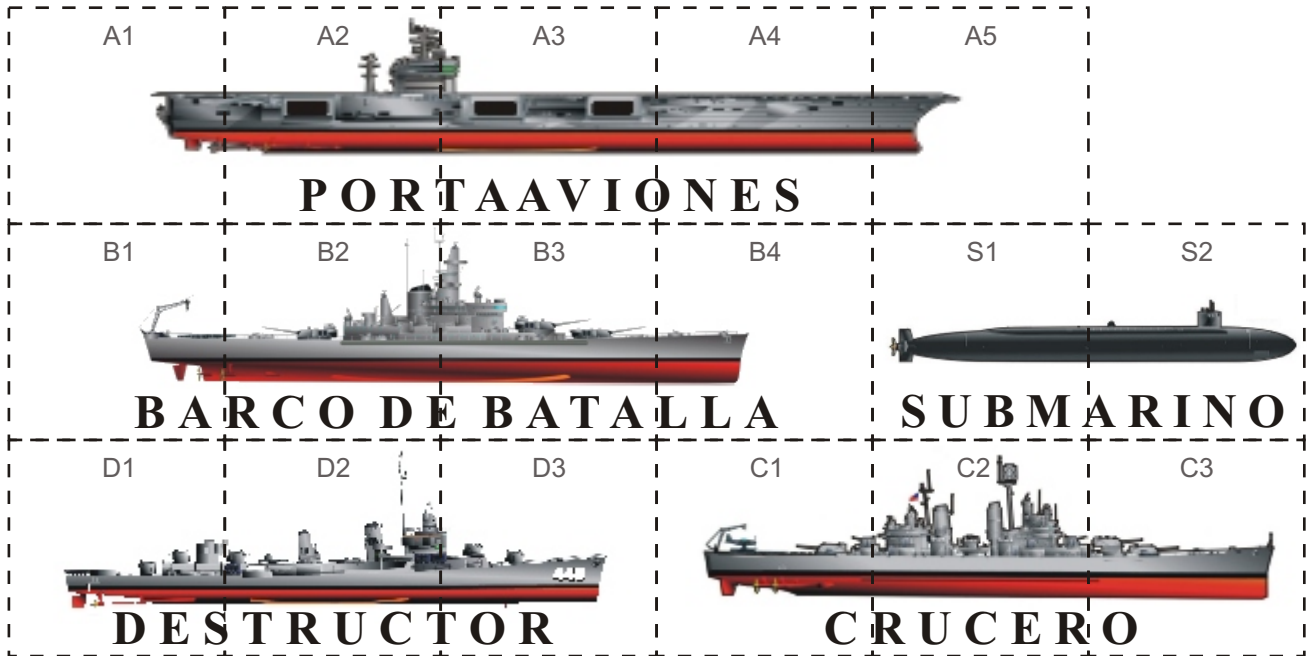 A1 A2 A3 A4 A5
PORTAAVIONES
B1 B2 B3 B4 S1 S2
BARCO DE BATALLA SUBMARINO
D1 D2 D3 C1 C2 C3
DESTRUCTOR CRUCERO